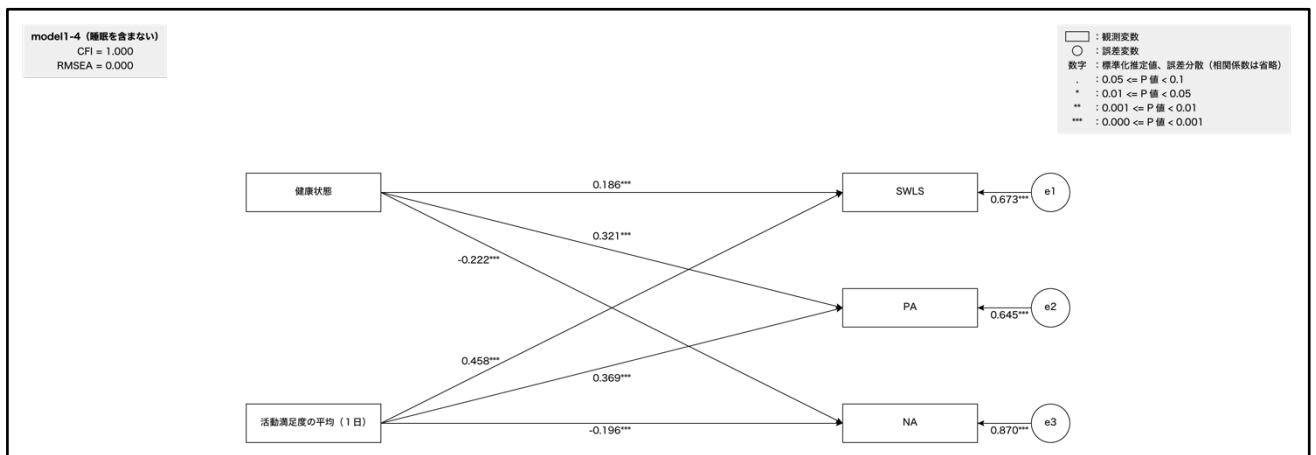 model1-4（睡眠を含まない）
CFI = 1.000
RMSEA = 0.000
：観測変数
：誤差変数
数字 ：標準化推定値、誤差分散（相関係数は省略）
. ：0.05 <= P 値 < 0.1
* ：0.01 <= P 値 < 0.05
** ：0.001 <= P 値 < 0.01
*** ：0.000 <= P 値 < 0.001
健康状態
0.186***
SWLS
0.673***
e1
0.321***
-0.222***
PA
0.645***
e2
0.458***
0.369***
活動満足度の平均（1日）
-0.196***
NA
0.870***
e3